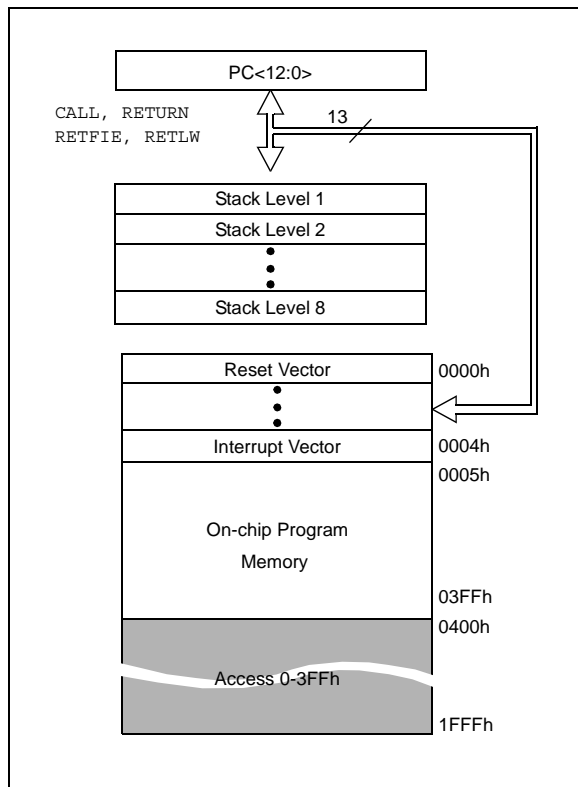 PC<12:0>
CALL, RETURN
RETFIE, RETLW
13
Stack Level 1
Stack Level 2
Stack Level 8
Reset Vector
0000h
Interrupt Vector
0004h
0005h
On-chip Program
Memory
03FFh
0400h
Access 0-3FFh
1FFFh